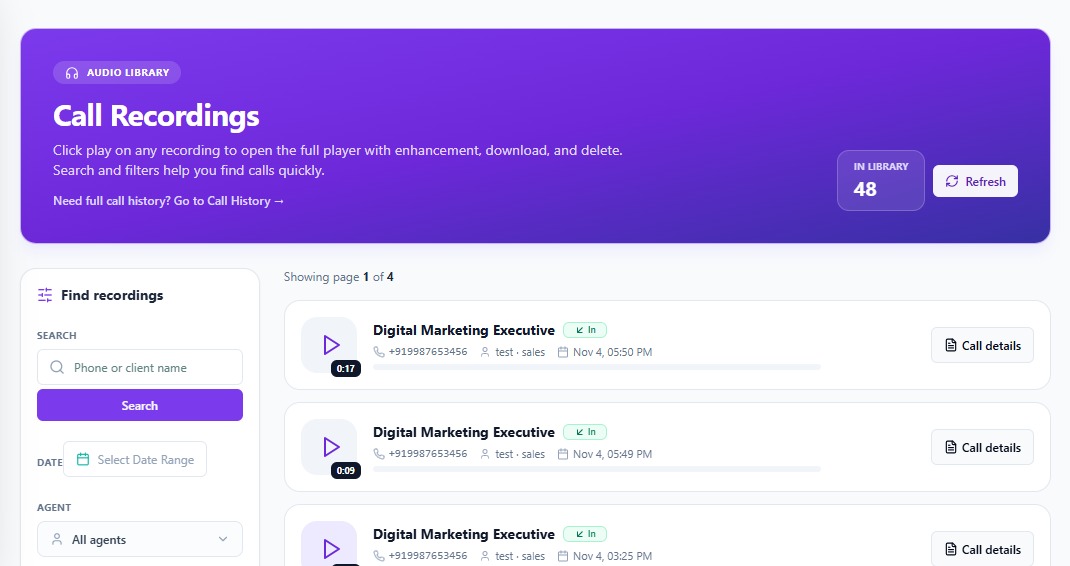 AUDIO LIBRARY
Call Recordings
Click play on any recording to open the full player with enhancement, download, and delete.
Search and filters help you find calls quickly.
Need full call history? Go to Call History →
IN LIBRARY
48
Refresh
Find recordings
SEARCH
Phone or client name
Search
DATE
Select Date Range
AGENT
All agents
Showing page 1 of 4
Digital Marketing Executive
In
+919987653456
test · sales
Nov 4, 05:50 PM
0:17
Call details
Digital Marketing Executive
In
+919987653456
test · sales
Nov 4, 05:49 PM
0:09
Call details
Digital Marketing Executive
In
+919987653456
test · sales
Nov 4, 03:25 PM
Call details